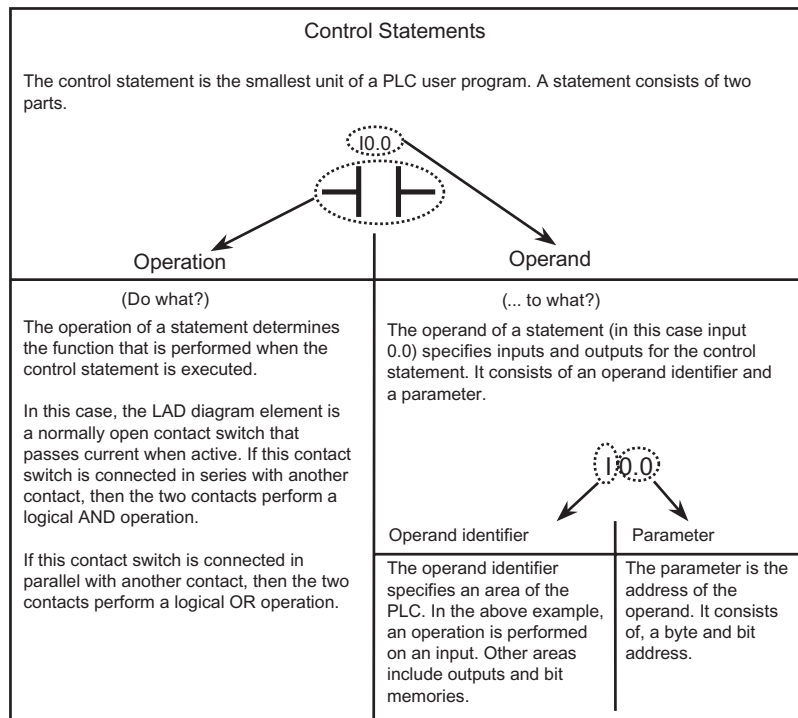 Control Statements
The control statement is the smallest unit of a PLC user program. A statement consists of two
parts.
I0.0
Operation
Operand
(Do what?)
The operation of a statement determines
the function that is performed when the
control statement is executed.
In this case, the LAD diagram element is
a normally open contact switch that
passes current when active. If this contact
switch is connected in series with another
contact, then the two contacts perform a
logical AND operation.
If this contact switch is connected in
parallel with another contact, then the two
contacts perform a logical OR operation.
(... to what?)
The operand of a statement (in this case input
0.0) specifies inputs and outputs for the control
statement. It consists of an operand identifier and
a parameter.
I 0.0
Operand identifier
The operand identifier
specifies an area of the
PLC. In the above example,
an operation is performed
on an input. Other areas
include outputs and bit
memories.
Parameter
The parameter is the
address of the
operand. It consists
of, a byte and bit
address.